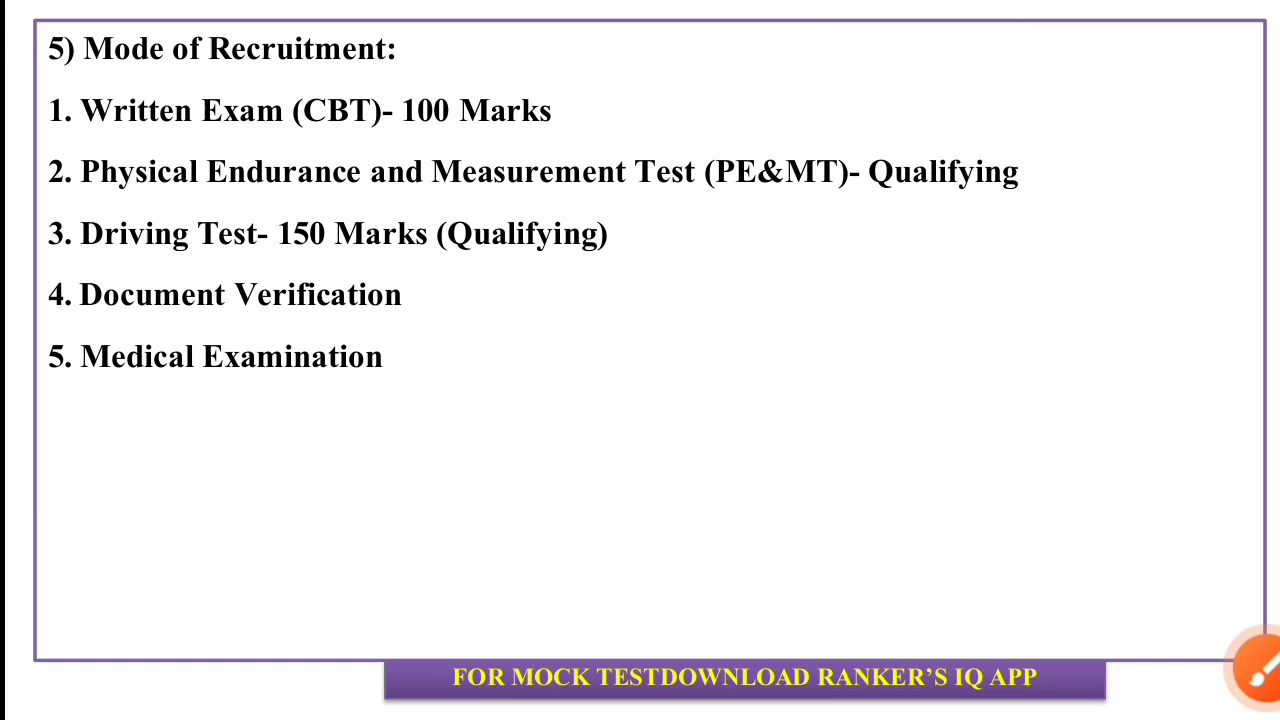 5) Mode of Recruitment:
1. Written Exam (CBT)- 100 Marks
2. Physical Endurance and Measurement Test (PE&MT)- Qualifying
3. Driving Test- 150 Marks (Qualifying)
4. Document Verification
5. Medical Examination
FOR MOCK TESTDOWNLOAD RANKER’S IQ APP